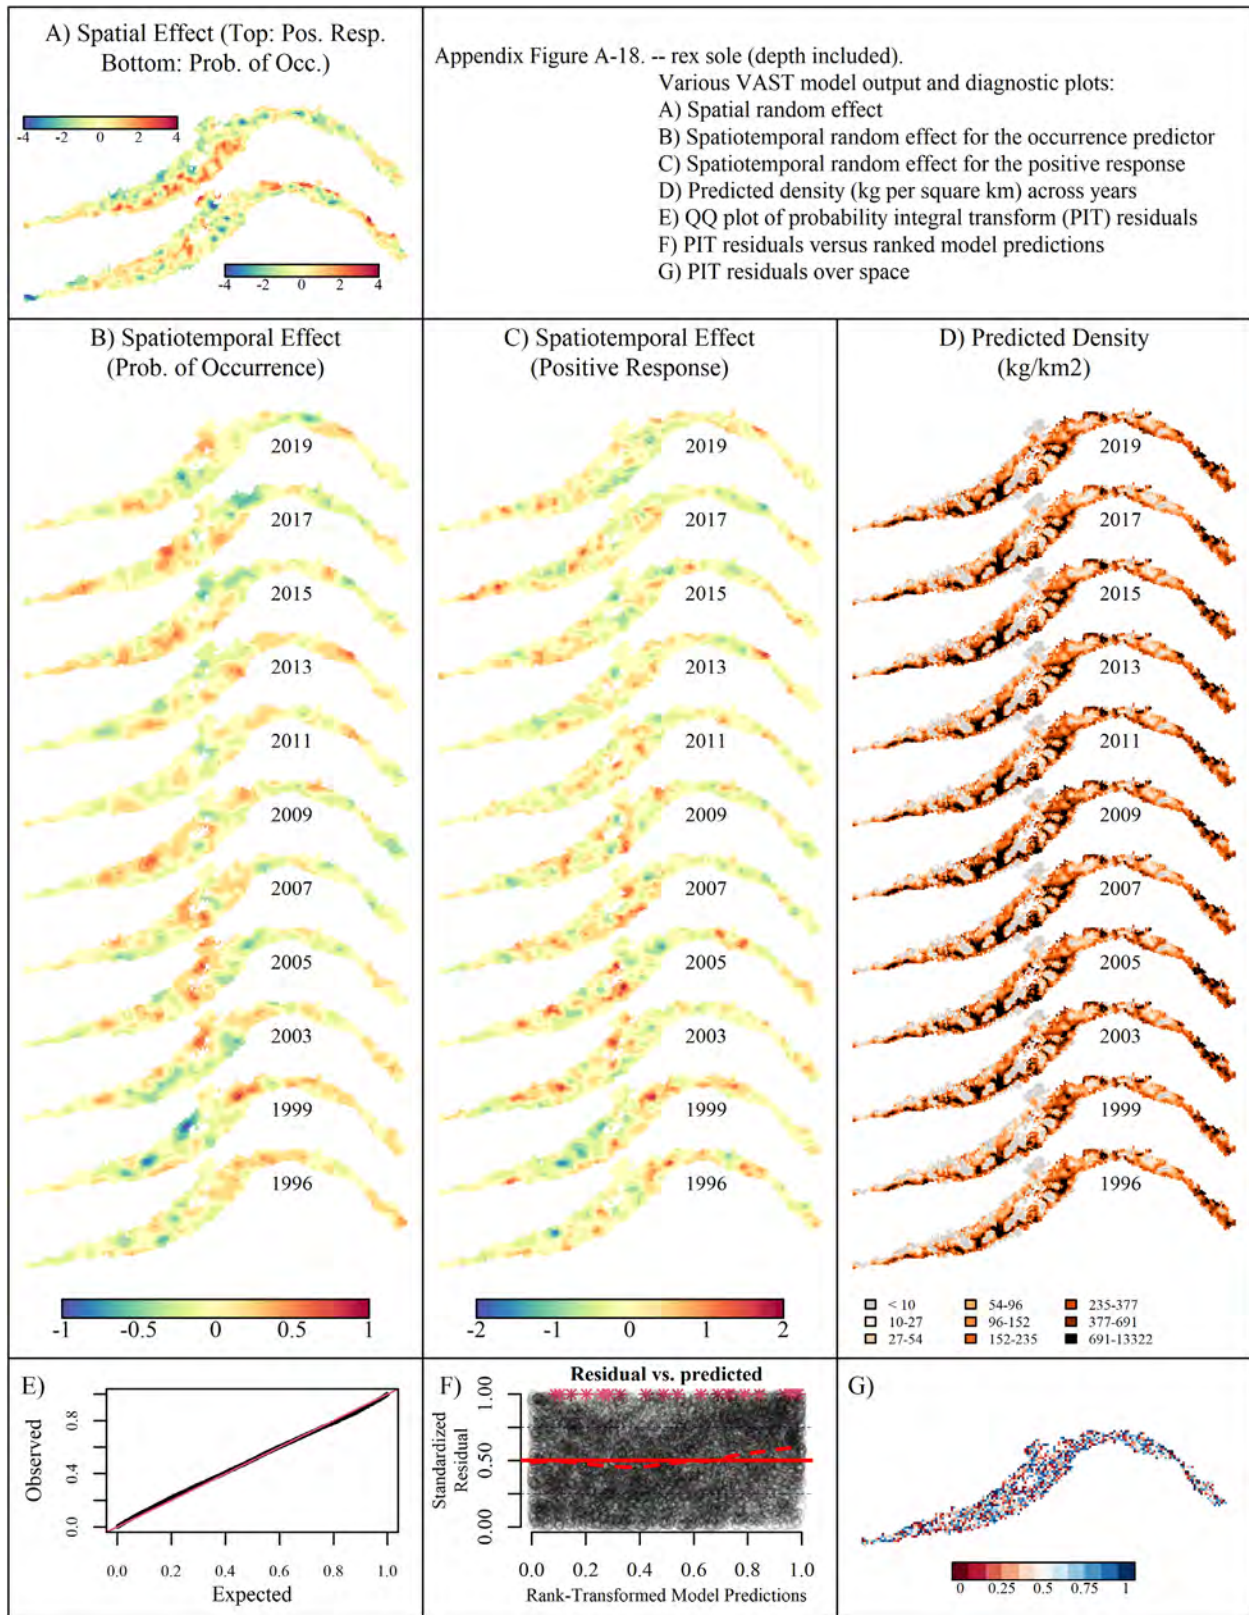 A) Spatial Effect (Top: Pos. Resp.
Bottom: Prob. of Occ.)
-4 -2 0 2 4
-4 -2 0 2 4
Appendix Figure A-18. -- rex sole (depth included).
Various VAST model output and diagnostic plots:
A) Spatial random effect
B) Spatiotemporal random effect for the occurrence predictor
C) Spatiotemporal random effect for the positive response
D) Predicted density (kg per square km) across years
E) QQ plot of probability integral transform (PIT) residuals
F) PIT residuals versus ranked model predictions
G) PIT residuals over space
B) Spatiotemporal Effect
(Prob. of Occurrence)
2019
2017
2015
2013
2011
2009
2007
2005
2003
1999
1996
-1 -0.5 0 0.5 1
C) Spatiotemporal Effect
(Positive Response)
2019
2017
2015
2013
2011
2009
2007
2005
2003
1999
1996
-2 -1 0 1 2
D) Predicted Density
(kg/km2)
2019
2017
2015
2013
2011
2009
2007
2005
2003
1999
1996
< 10 54-96 235-377
10-27 96-152 377-691
27-54 152-235 691-13322
E)
Observed
0.8
0.4
0.0
0.0 0.2 0.4 0.6 0.8 1.0
Expected
F)
Residual vs. predicted
Standardized
Residual
1.00
0.50
0.00
0.0 0.2 0.4 0.6 0.8 1.0
Rank-Transformed Model Predictions
G)
0 0.25 0.5 0.75 1